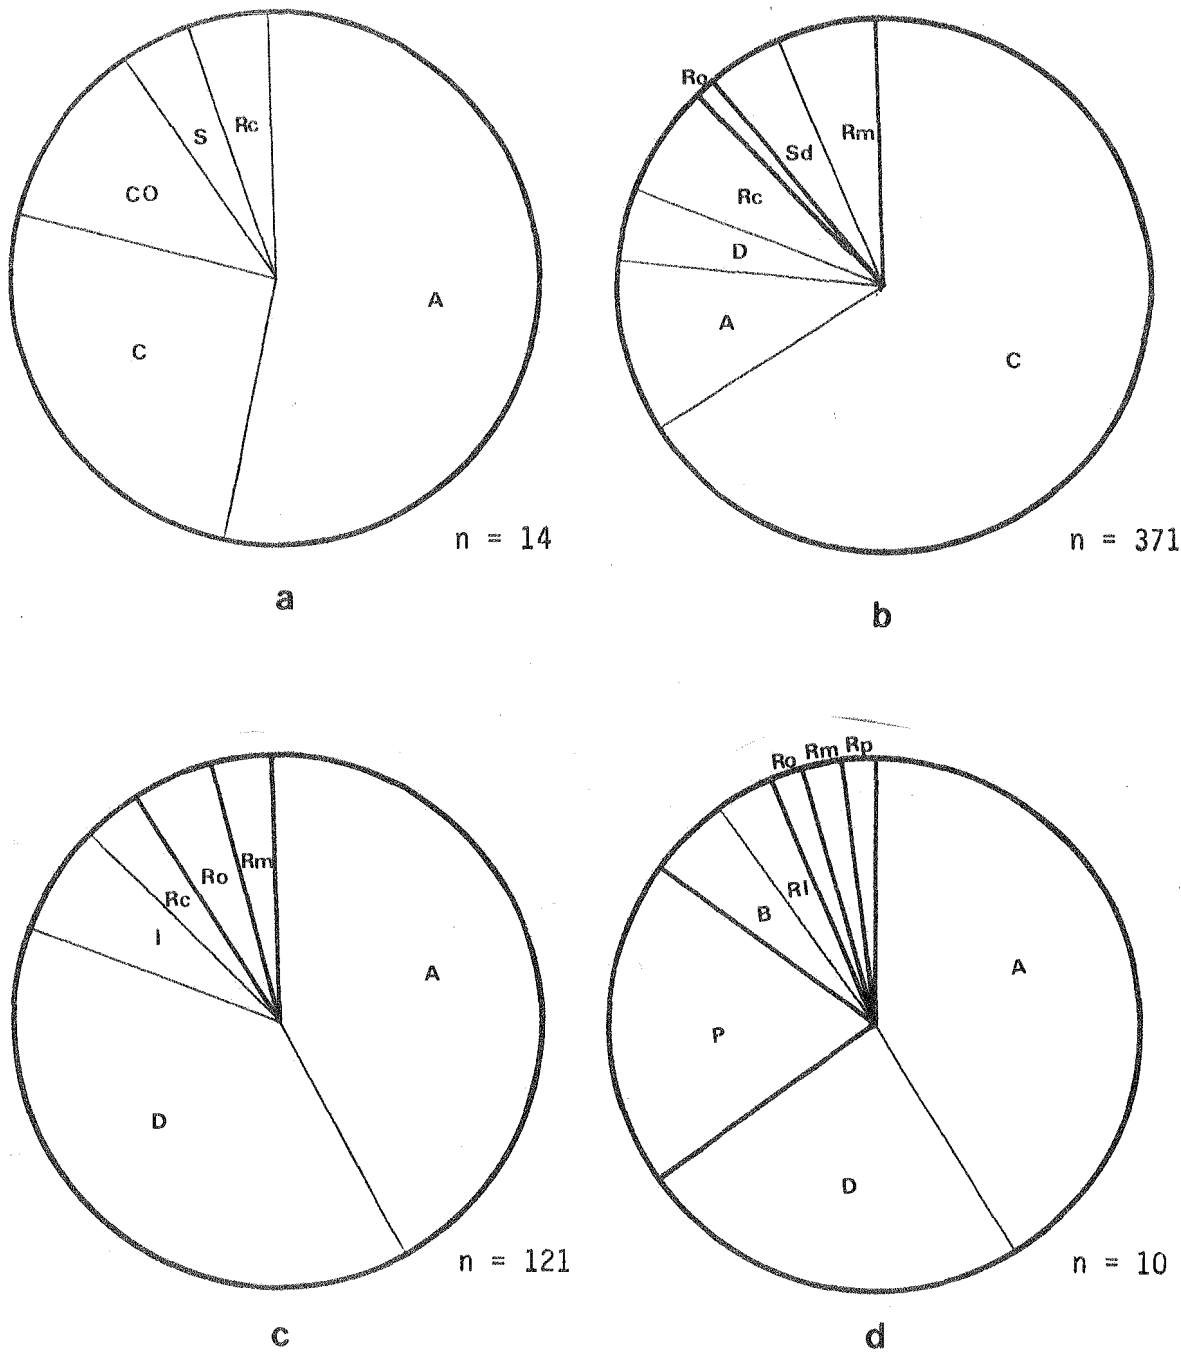 Rc
S
CO
A
C
n = 14
a
Ro
Rm
Sd
Rc
D
A
C
n = 371
b
Rm
Ro
Rc
I
A
D
n = 121
c
Ro Rm Rp
Rl
B
A
P
D
n = 10
d